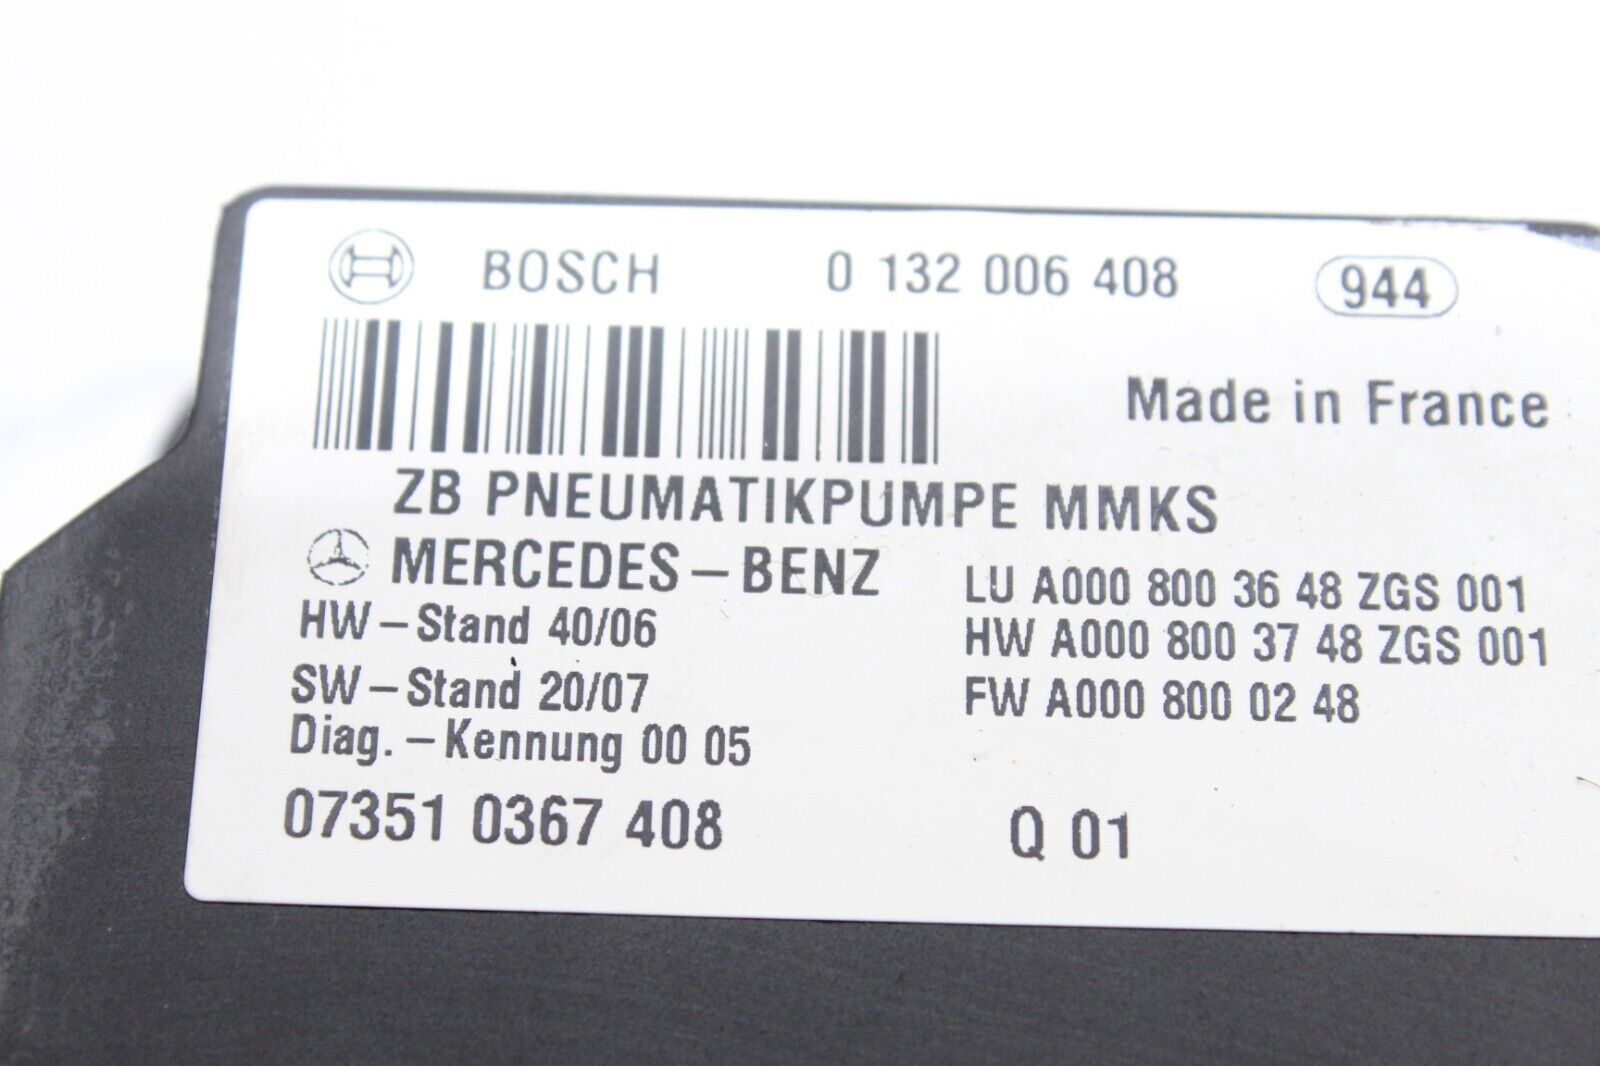 BOSCH 0 132 006 408 944
Made in France
ZB PNEUMATIKPUMPE MMKS
MERCEDES-BENZ
LU A000 800 36 48 ZGS 001
HW-Stand 40/06
HW A000 800 37 48 ZGS 001
SW-Stand 20/07
FW A000 800 02 48
Diag.-Kennung 00 05
07351 0367 408 Q 01